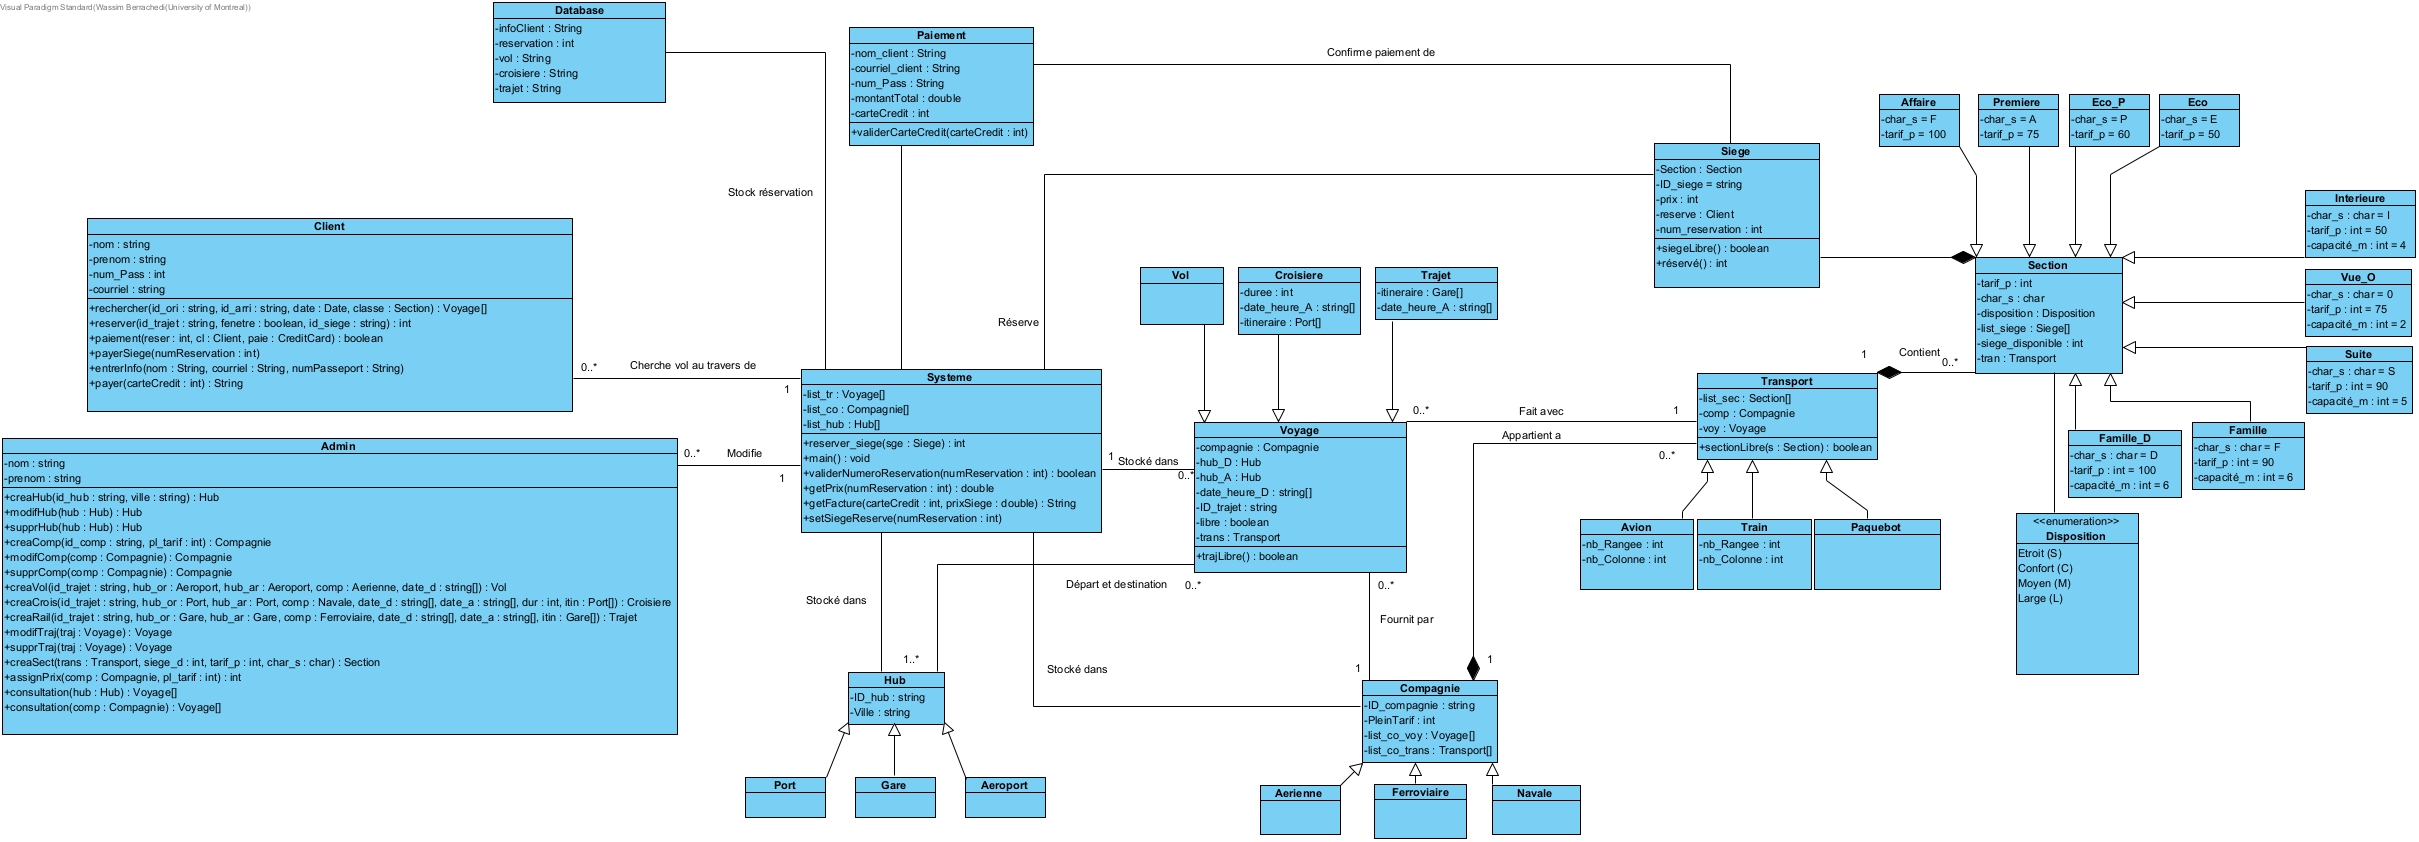 Visual Paradigm Standard(Wassim Berrachedi(University of Montreal))
Database
-infoClient : String
-reservation : int
-vol : String
-croisiere : String
-trajet : String
Paiement
-nom_client : String
-courriel_client : String
-num_Pass : String
-montantTotal : double
-carteCredit : int
+validerCarteCredit(carteCredit : int)
Confirme paiement de
Affaire
-char_s = F
-tarif_p = 100
Premiere
-char_s = A
-tarif_p = 75
Eco_P
-char_s = P
-tarif_p = 60
Eco
-char_s = E
-tarif_p = 50
Siege
-Section : Section
-ID_siege = string
-prix : int
-reserve : Client
-num_reservation : int
+siegeLibre() : boolean
+réservé() : int
Stock réservation
Interieure
-char_s : char = I
-tarif_p : int = 50
-capacité_m : int = 4
Client
-nom : string
-prenom : string
-num_Pass : int
-courriel : string
+rechercher(id_ori : string, id_arri : string, date : Date, classe : Section) : Voyage[]
+reserver(id_trajet : string, fenetre : boolean, id_siege : string) : int
+paiement(reser : int, cl : Client, paie : CreditCard) : boolean
+payerSiege(numReservation : int)
+entrerInfo(nom : String, courriel : String, numPasseport : String)
+payer(carteCredit : int) : String
Vol
Croisiere
-duree : int
-date_heure_A : string[]
-itineraire : Port[]
Trajet
-itineraire : Gare[]
-date_heure_A : string[]
Section
-tarif_p : int
-char_s : char
-disposition : Disposition
-list_siege : Siege[]
-siege_disponible : int
-tran : Transport
Vue_O
-char_s : char = 0
-tarif_p : int = 75
-capacité_m : int = 2
Réserve
Suite
-char_s : char = S
-tarif_p : int = 90
-capacité_m : int = 5
1
Contient
0..*
0..*
Cherche vol au travers de
1
Systeme
-list_tr : Voyage[]
-list_co : Compagnie[]
-list_hub : Hub[]
+reserver_siege(sge : Siege) : int
+main() : void
+validerNumeroReservation(numReservation : int) : boolean
+getPrix(numReservation : int) : double
+getFacture(carteCredit : int, prixSiege : double) : String
+setSiegeReserve(numReservation : int)
Transport
-list_sec : Section[]
-comp : Compagnie
-voy : Voyage
+sectionLibre(s : Section) : boolean
0..*
Fait avec
1
Appartient a
0..*
Voyage
-compagnie : Compagnie
-hub_D : Hub
-hub_A : Hub
-date_heure_D : string[]
-ID_trajet : string
-libre : boolean
-trans : Transport
+trajLibre() : boolean
Famille_D
-char_s : char = D
-tarif_p : int = 100
-capacité_m : int = 6
Famille
-char_s : char = F
-tarif_p : int = 90
-capacité_m : int = 6
Admin
-nom : string
-prenom : string
+creaHub(id_hub : string, ville : string) : Hub
+modifHub(hub : Hub) : Hub
+supprHub(hub : Hub) : Hub
+creaComp(id_comp : string, pl_tarif : int) : Compagnie
+modifComp(comp : Compagnie) : Compagnie
+supprComp(comp : Compagnie) : Compagnie
+creaVol(id_trajet : string, hub_or : Aeroport, hub_ar : Aeroport, comp : Aerienne, date_d : string[]) : Vol
+creaCrois(id_trajet : string, hub_or : Port, hub_ar : Port, comp : Navale, date_d : string[], date_a : string[], dur : int, itin : Port[]) : Croisiere
+creaRail(id_trajet : string, hub_or : Gare, hub_ar : Gare, comp : Ferroviaire, date_d : string[], date_a : string[], itin : Gare[]) : Trajet
+modifTraj(traj : Voyage) : Voyage
+supprTraj(traj : Voyage) : Voyage
+creaSect(trans : Transport, siege_d : int, tarif_p : int, char_s : char) : Section
+assignPrix(comp : Compagnie, pl_tarif : int) : int
+consultation(hub : Hub) : Voyage[]
+consultation(comp : Compagnie) : Voyage[]
0..*
Modifie
1
1
Stocké dans
0..*
Avion
-nb_Rangee : int
-nb_Colonne : int
Train
-nb_Rangee : int
-nb_Colonne : int
Paquebot
<<enumeration>>
Disposition
Etroit (S)
Confort (C)
Moyen (M)
Large (L)
Départ et destination
0..*
0..*
Stocké dans
Fournit par
1..*
Stocké dans
1
1
Hub
-ID_hub : string
-Ville : string
Compagnie
-ID_compagnie : string
-PleinTarif : int
-list_co_voy : Voyage[]
-list_co_trans : Transport[]
Port
Gare
Aeroport
Aerienne
Ferroviaire
Navale